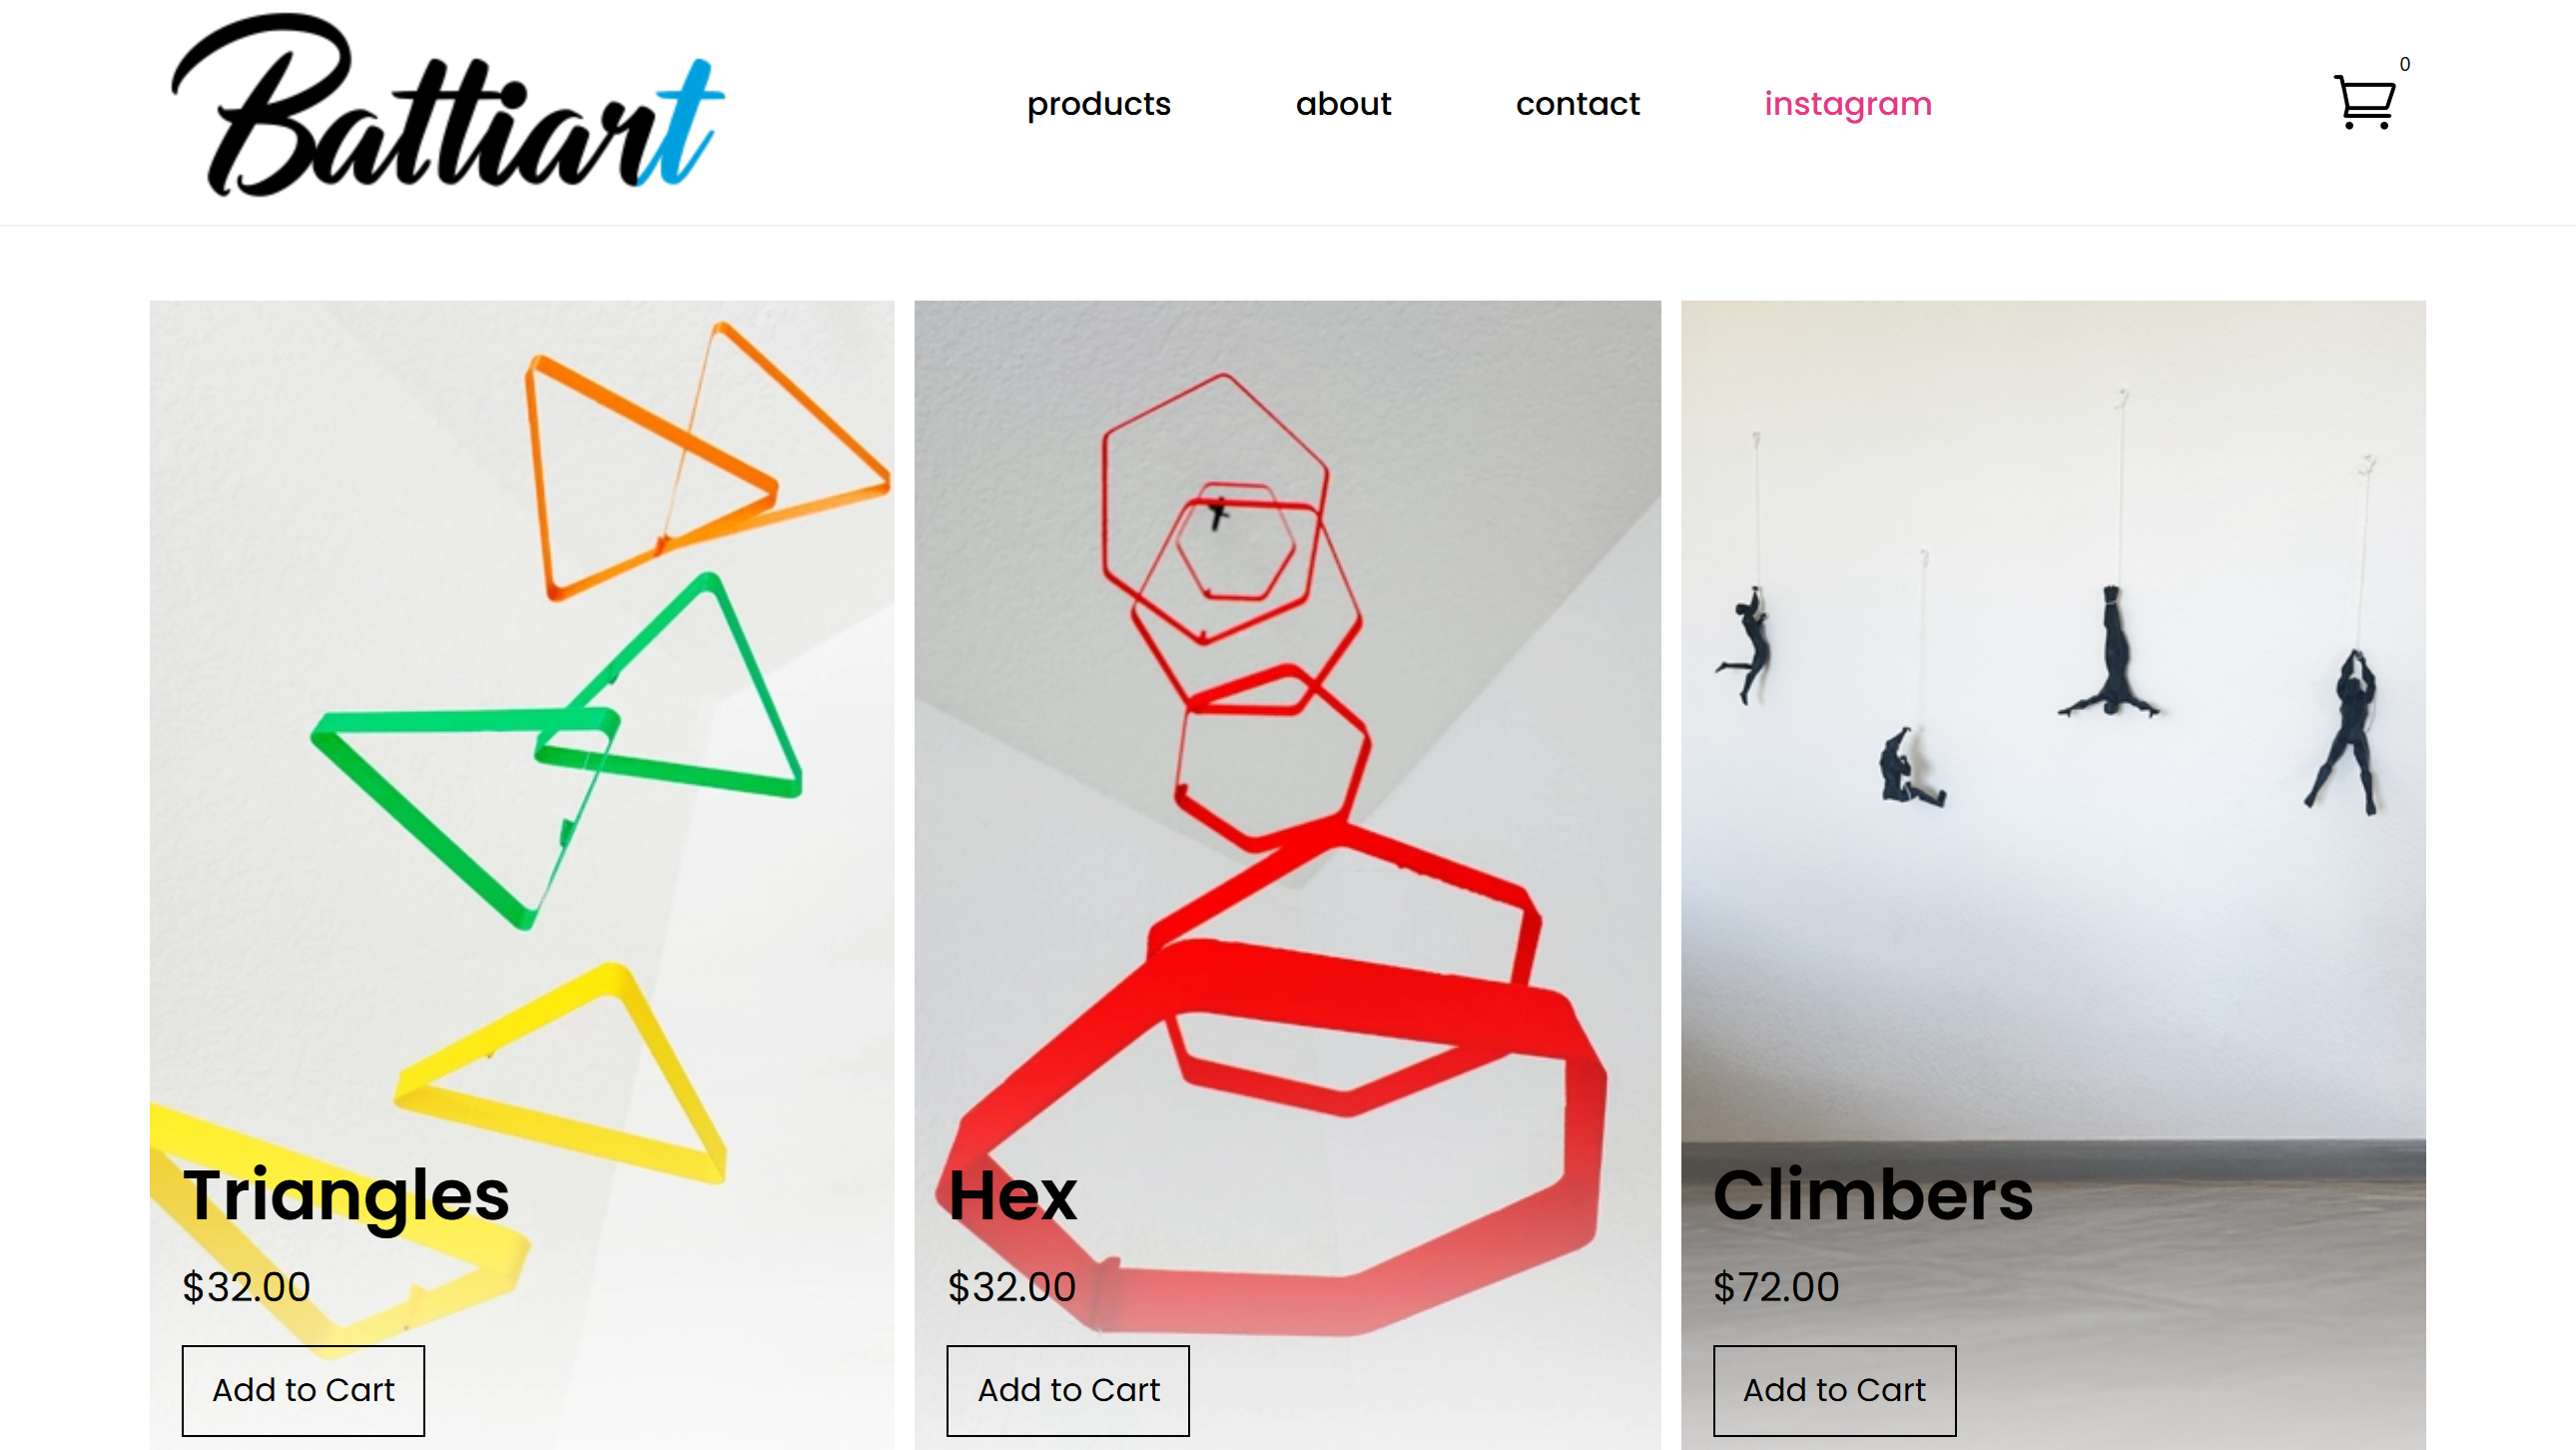 Battiart
products about contact instagram
0
Triangles
$32.00
Add to Cart
Hex
$32.00
Add to Cart
Climbers
$72.00
Add to Cart